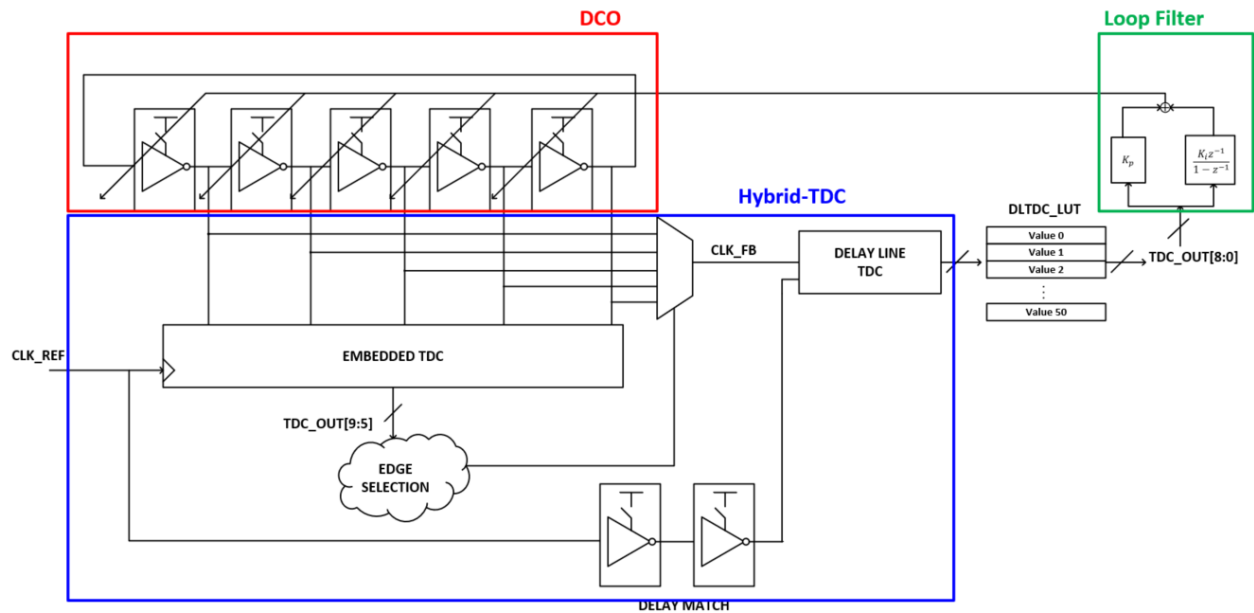 DCO
Loop Filter
K_p
K_i z^{-1}
1 - z^{-1}
Hybrid-TDC
DLTDC_LUT
CLK_FB
DELAY LINE
TDC
Value 0
Value 1
Value 2
⋮
Value 50
TDC_OUT[8:0]
CLK_REF
EMBEDDED TDC
TDC_OUT[9:5]
EDGE
SELECTION
DELAY MATCH